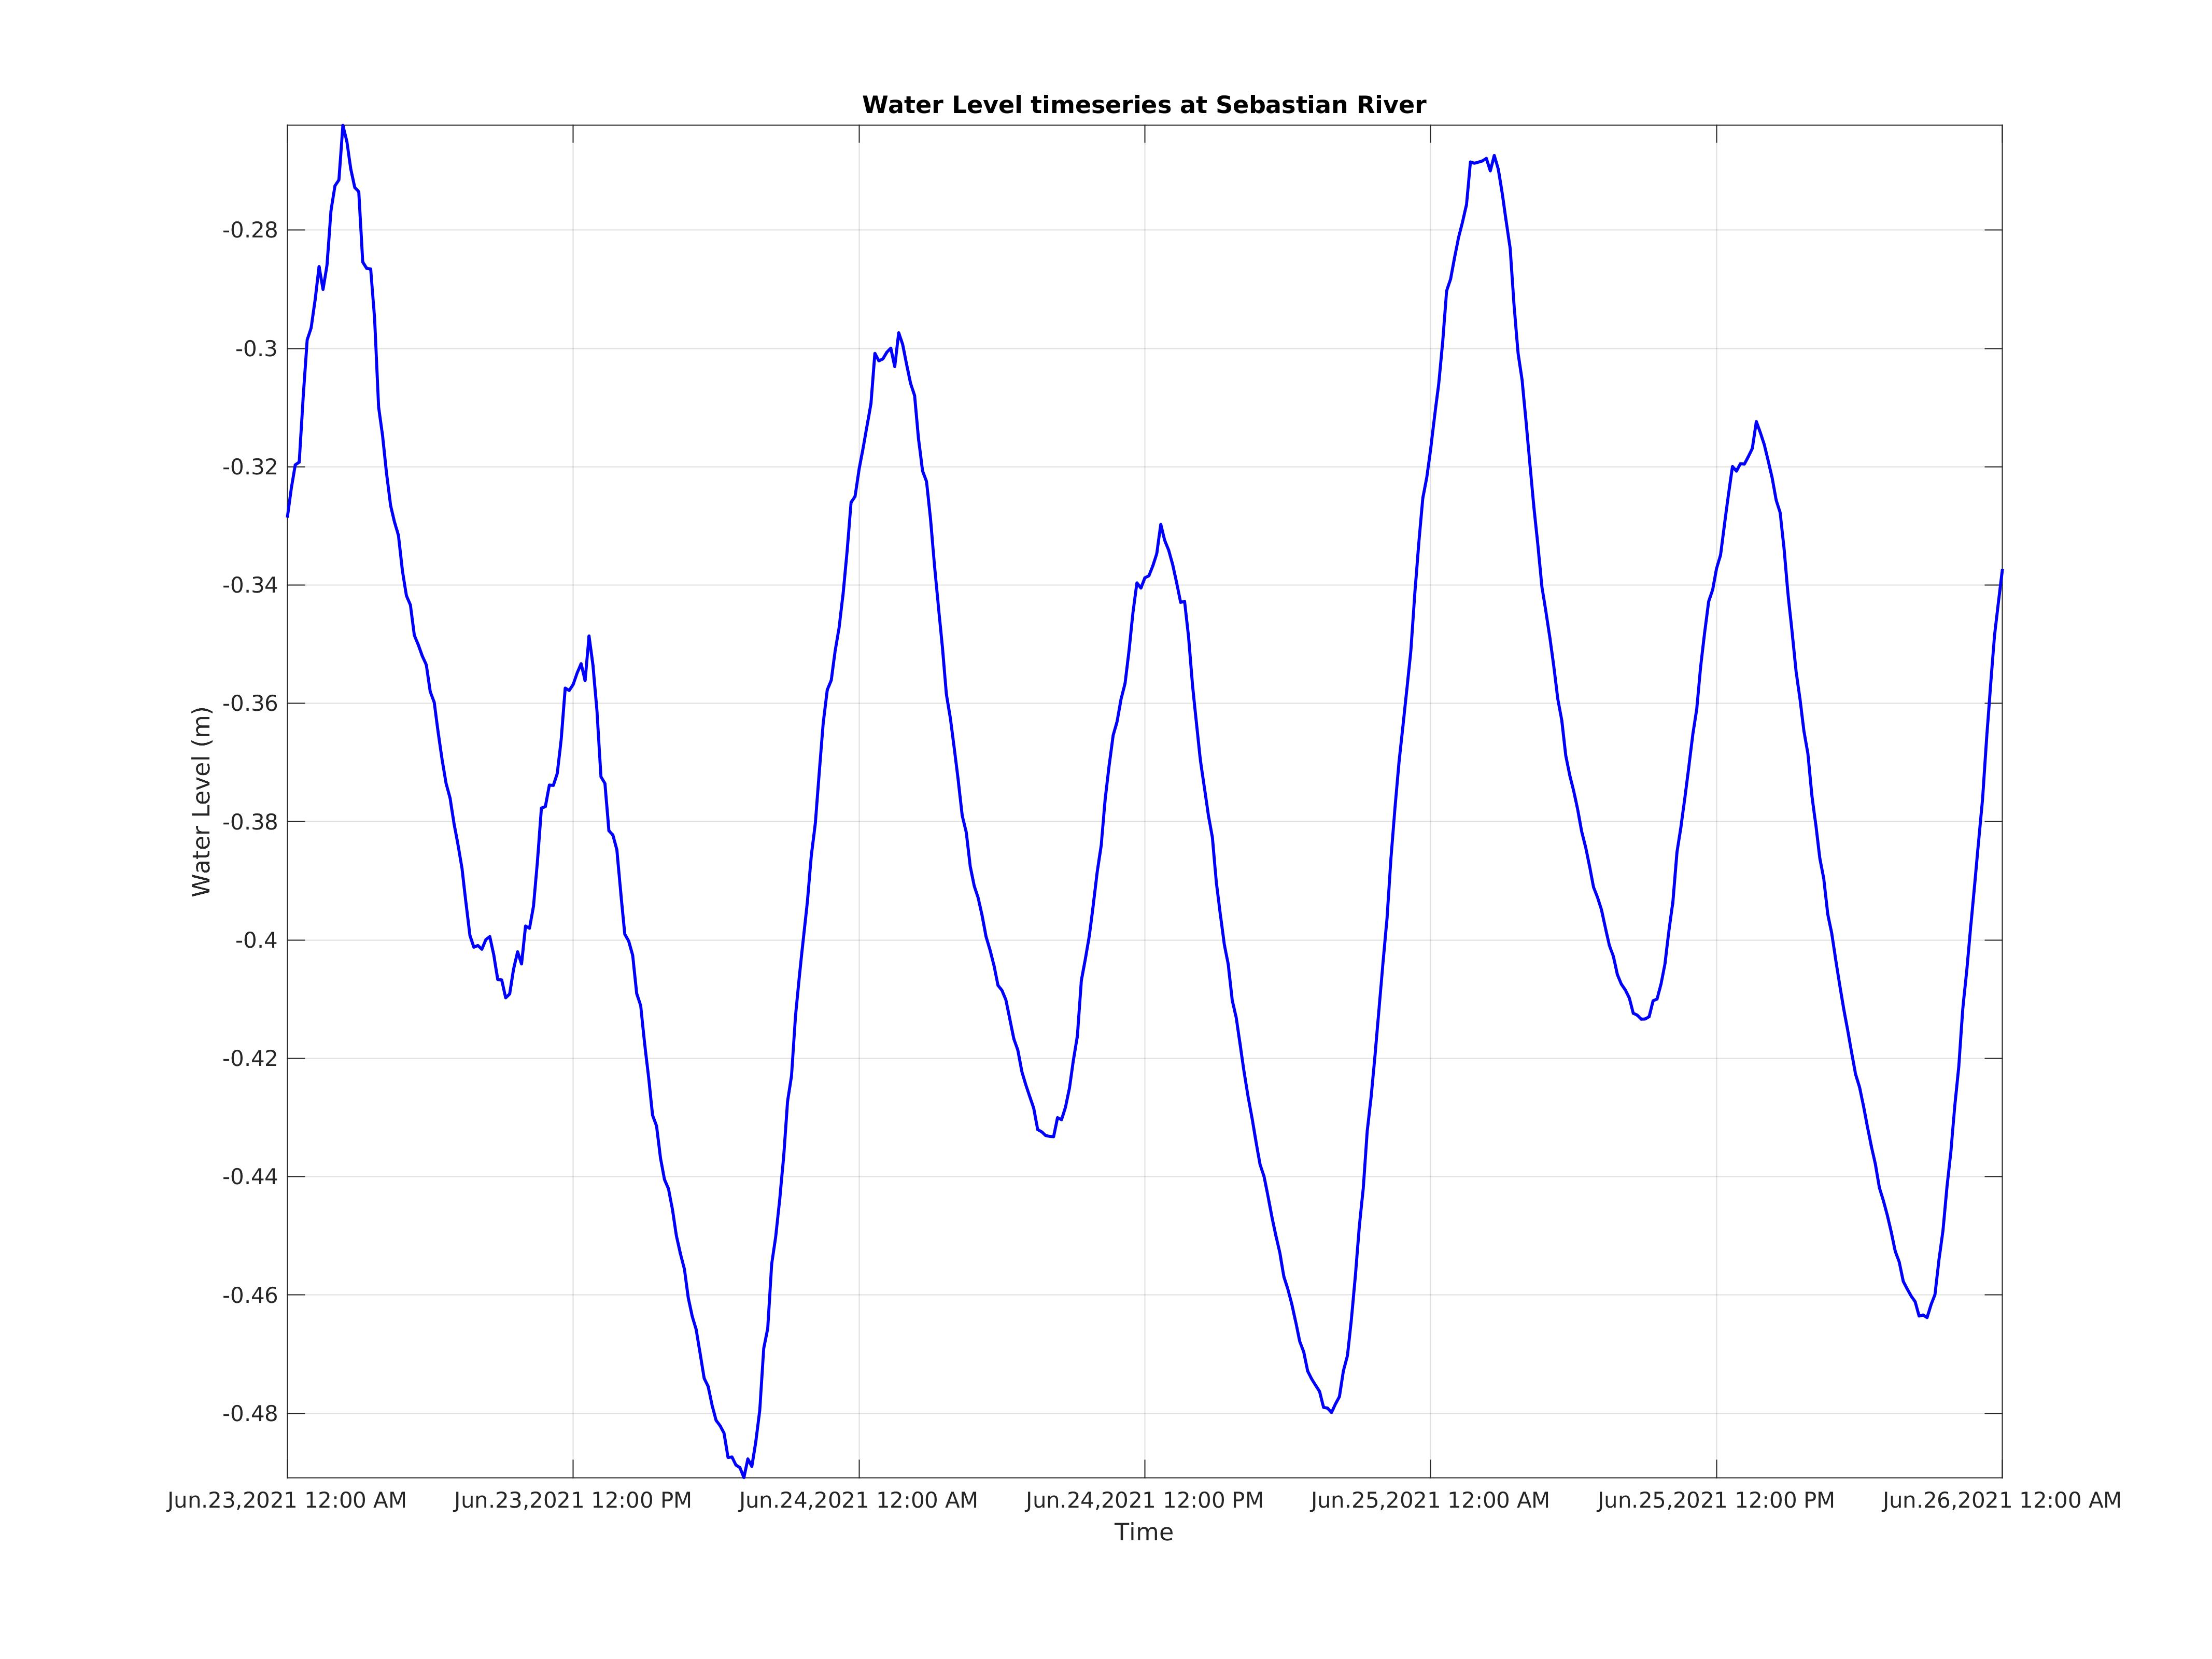 Water Level timeseries at Sebastian River
-0.28
-0.3
-0.32
-0.34
-0.36
-0.38
-0.4
-0.42
-0.44
-0.46
-0.48
Water Level (m)
Jun.23,2021 12:00 AM Jun.23,2021 12:00 PM Jun.24,2021 12:00 AM Jun.24,2021 12:00 PM Jun.25,2021 12:00 AM Jun.25,2021 12:00 PM Jun.26,2021 12:00 AM
Time